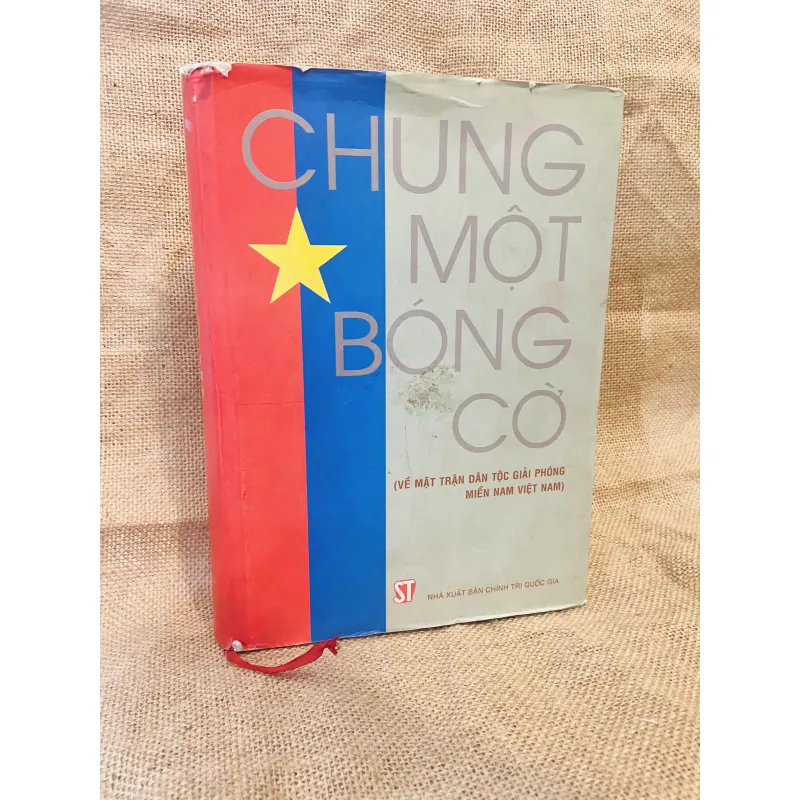 CHUNG
MỘT
BÓNG
CỜ
(VỀ MẶT TRẬN DÂN TỘC GIẢI PHÓNG
MIỀN NAM VIỆT NAM)
ST
NHÀ XUẤT BẢN CHÍNH TRỊ QUỐC GIA